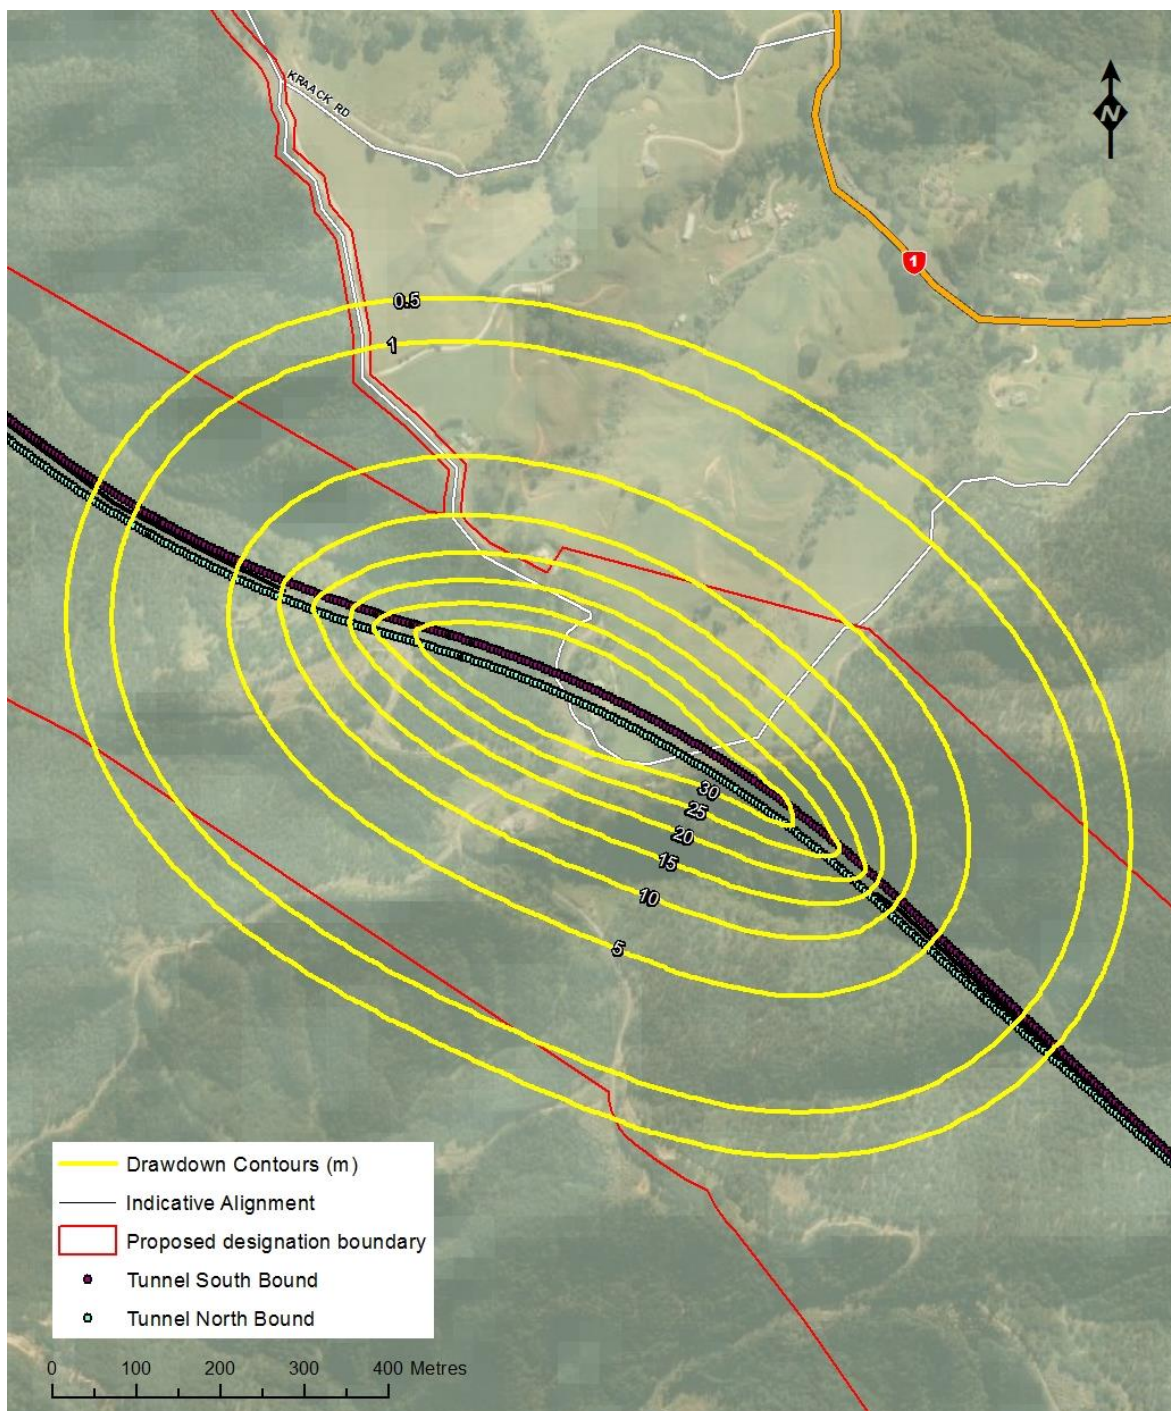 KRAACK RD
N
1
0.5
1
30
25
20
15
10
5
Drawdown Contours (m)
Indicative Alignment
Proposed designation boundary
Tunnel South Bound
Tunnel North Bound
0 100 200 300 400 Metres